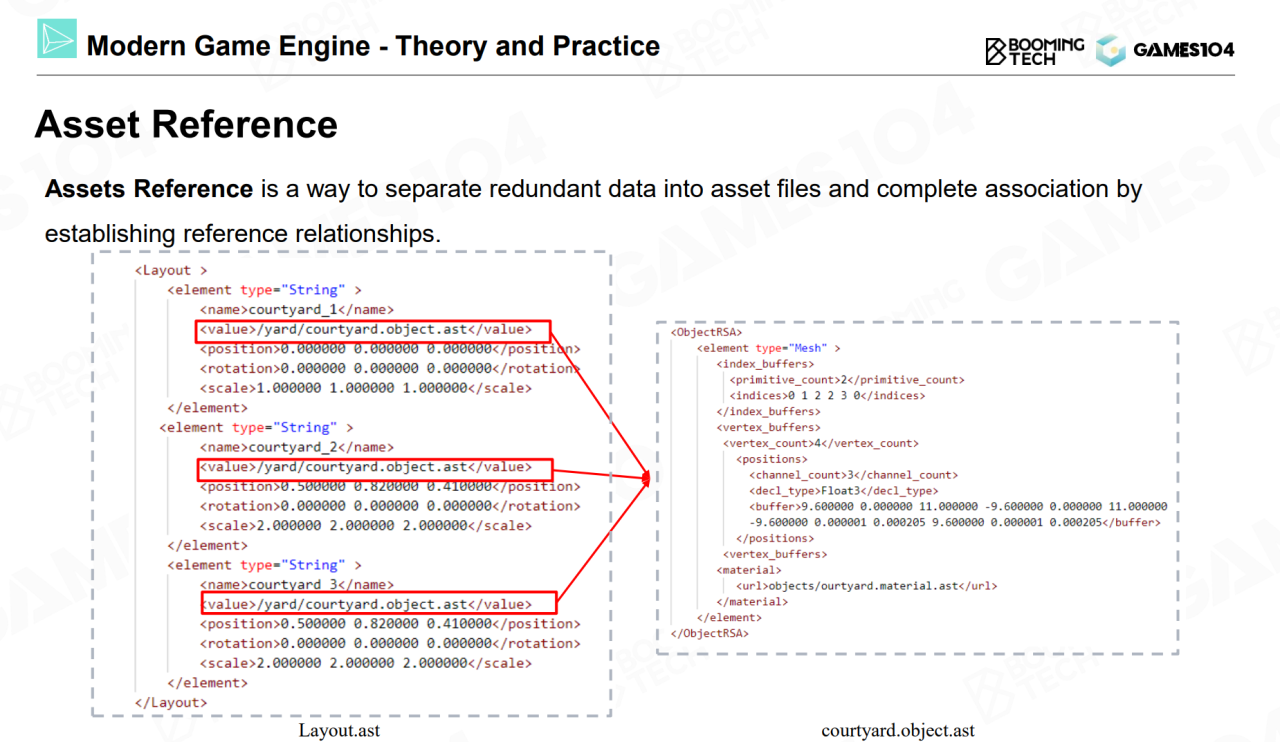 Modern Game Engine - Theory and Practice
BOOMING TECH
GAMES104
Asset Reference
Assets Reference is a way to separate redundant data into asset files and complete association by
establishing reference relationships.
<Layout >
<element type="String" >
<name>courtyard_1</name>
<value>/yard/courtyard.object.ast</value>
<position>0.000000 0.000000 0.000000</position>
<rotation>0.000000 0.000000 0.000000</rotation>
<scale>1.000000 1.000000 1.000000</scale>
</element>
<element type="String" >
<name>courtyard_2</name>
<value>/yard/courtyard.object.ast</value>
<position>0.500000 0.820000 0.410000</position>
<rotation>0.000000 0.000000 0.000000</rotation>
<scale>2.000000 2.000000 2.000000</scale>
</element>
<element type="String" >
<name>courtyard_3</name>
<value>/yard/courtyard.object.ast</value>
<position>0.500000 0.820000 0.410000</position>
<rotation>0.000000 0.000000 0.000000</rotation>
<scale>2.000000 2.000000 2.000000</scale>
</element>
</Layout>
Layout.ast
<ObjectRSA>
<element type="Mesh" >
<index_buffers>
<primitive_count>2</primitive_count>
<indices>0 1 2 2 3 0</indices>
</index_buffers>
<vertex_buffers>
<vertex_count>4</vertex_count>
<positions>
<channel_count>3</channel_count>
<decl_type>Float3</decl_type>
<buffer>9.600000 0.000000 11.000000 -9.600000 0.000000 11.000000
-9.600000 0.000001 0.000205 9.600000 0.000001 0.000205</buffer>
</positions>
<vertex_buffers>
<material>
<url>objects/ourtyard.material.ast</url>
</material>
</element>
</ObjectRSA>
courtyard.object.ast